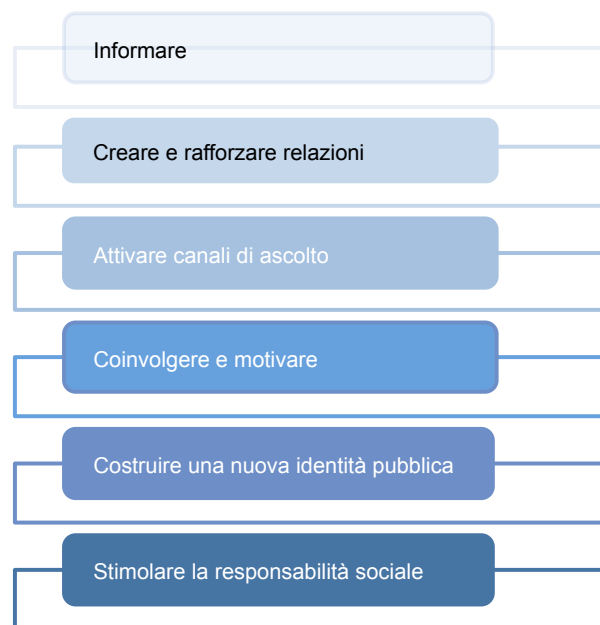 Informare
Creare e rafforzare relazioni
Attivare canali di ascolto
Coinvolgere e motivare
Costruire una nuova identità pubblica
Stimolare la responsabilità sociale